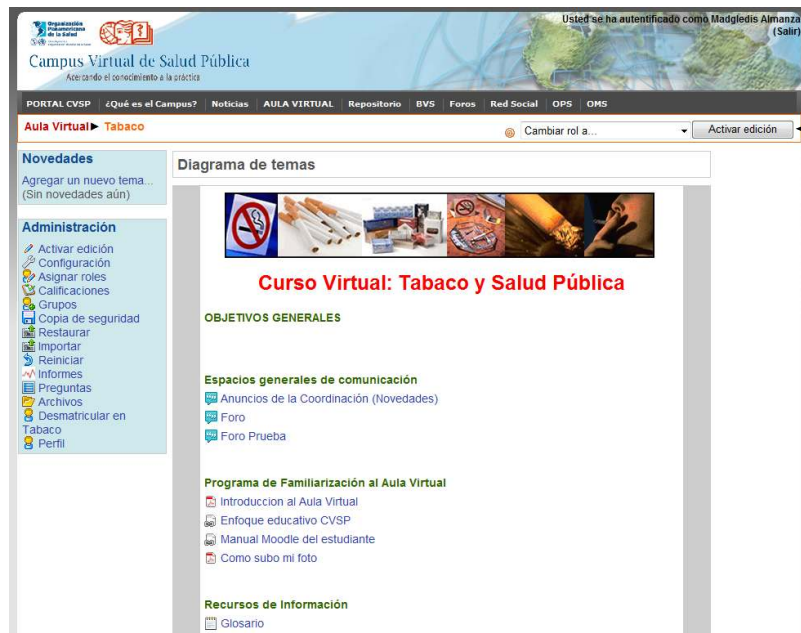 Usted se ha autentificado como Madgledis Almanza
(Salir)
Organización
Panamericana
de la Salud
Campus Virtual de Salud Pública
Acercando el conocimiento a la práctica
PORTAL CVSP ¿Qué es el Campus? Noticias AULA VIRTUAL Repositorio BVS Foros Red Social OPS OMS
Aula Virtual► Tabaco
Cambiar rol a...
Activar edición
Novedades
Agregar un nuevo tema...
(Sin novedades aún)
Administración
Activar edición
Configuración
Asignar roles
Calificaciones
Grupos
Copia de seguridad
Restaurar
Importar
Reiniciar
Informes
Preguntas
Archivos
Desmatricular en
Tabaco
Perfil
Diagrama de temas
Curso Virtual: Tabaco y Salud Pública
OBJETIVOS GENERALES
Espacios generales de comunicación
Anuncios de la Coordinación (Novedades)
Foro
Foro Prueba
Programa de Familiarización al Aula Virtual
Introduccion al Aula Virtual
Enfoque educativo CVSP
Manual Moodle del estudiante
Como subo mi foto
Recursos de Información
Glosario